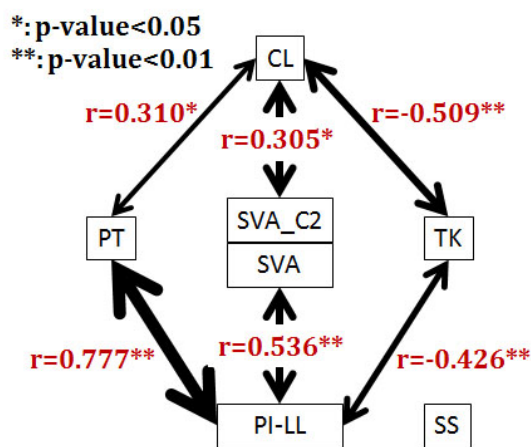 *: p-value<0.05
**: p-value<0.01
CL
r=0.310*
r=-0.509**
r=0.305*
PT
SVA_C2
TK
SVA
r=0.777**
r=0.536**
r=-0.426**
PI-LL
SS